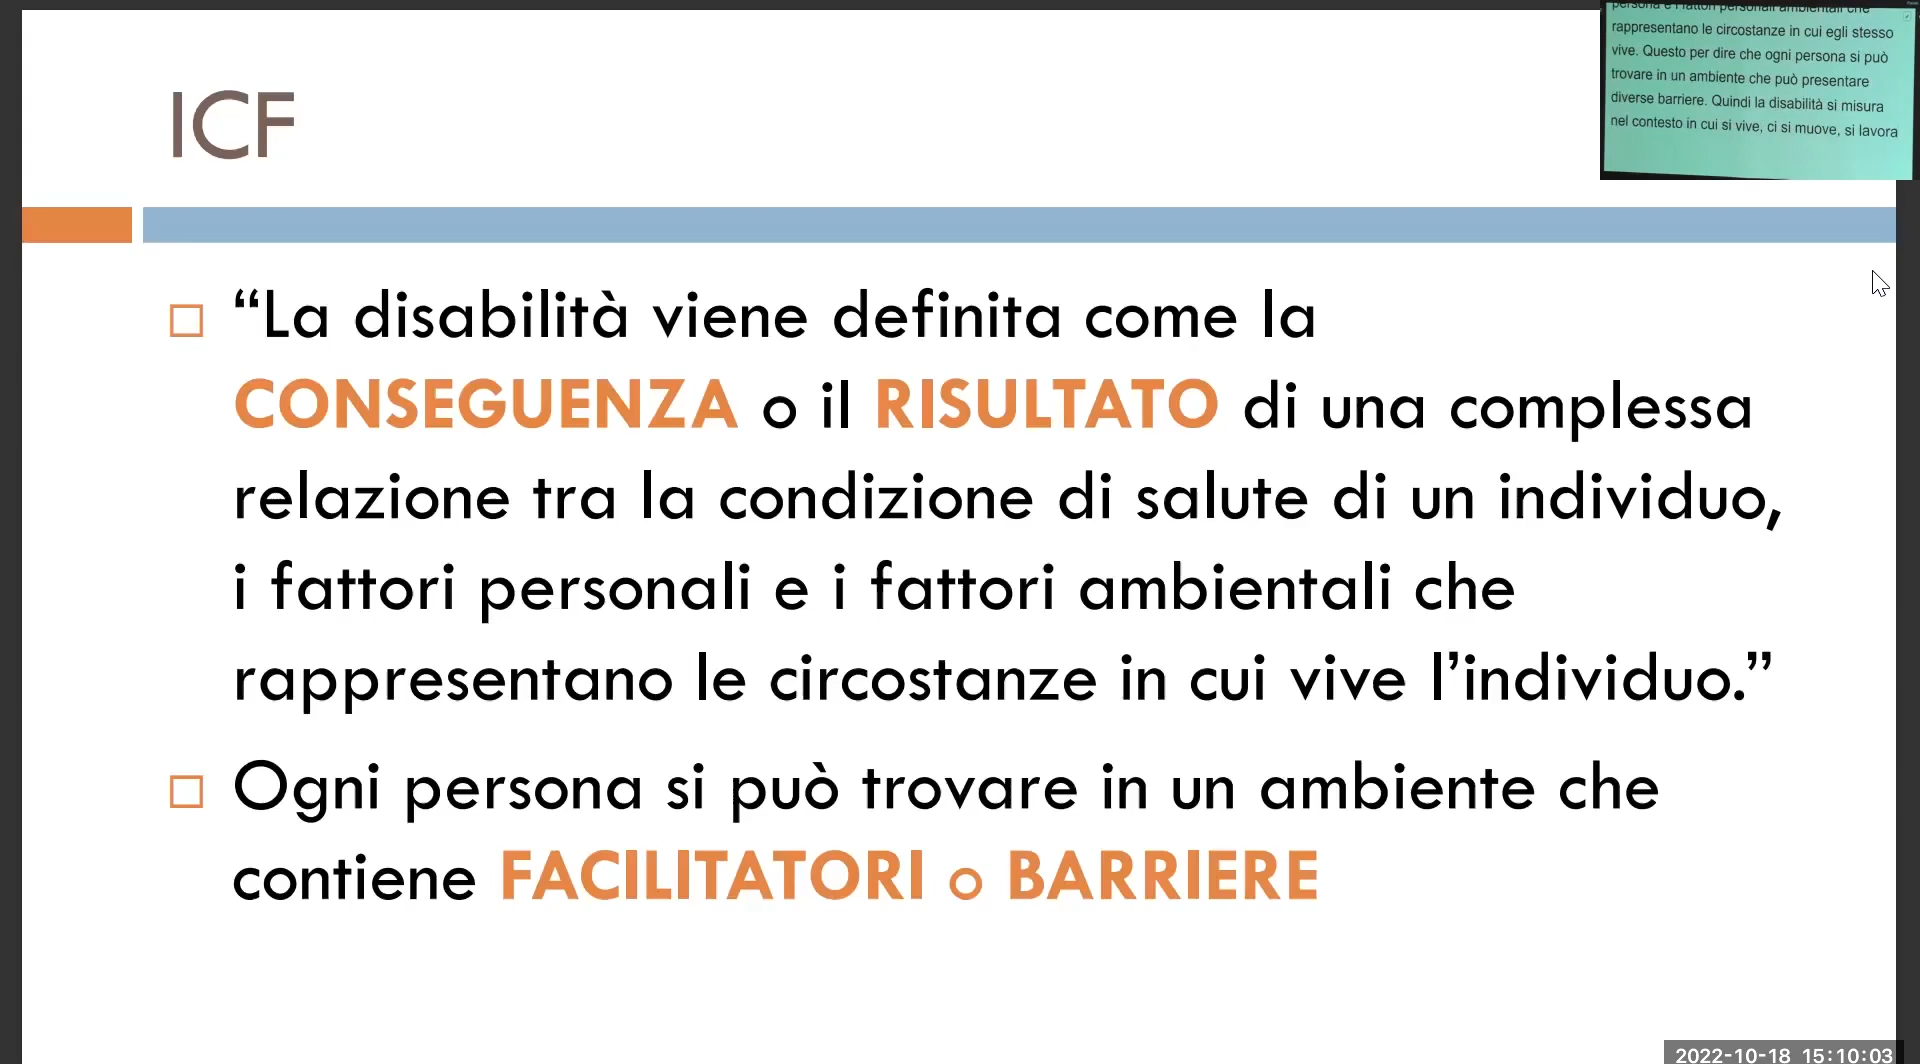 ICF
“La disabilità viene definita come la
CONSEGUENZA o il RISULTATO di una complessa
relazione tra la condizione di salute di un individuo,
i fattori personali e i fattori ambientali che
rappresentano le circostanze in cui vive l’individuo.”
Ogni persona si può trovare in un ambiente che
contiene FACILITATORI o BARRIERE
persona e i fattori personali ambientali che
rappresentano le circostanze in cui egli stesso
vive. Questo per dire che ogni persona si può
trovare in un ambiente che può presentare
diverse barriere. Quindi la disabilità si misura
nel contesto in cui si vive, ci si muove, si lavora
2022-10-18 15:10:03